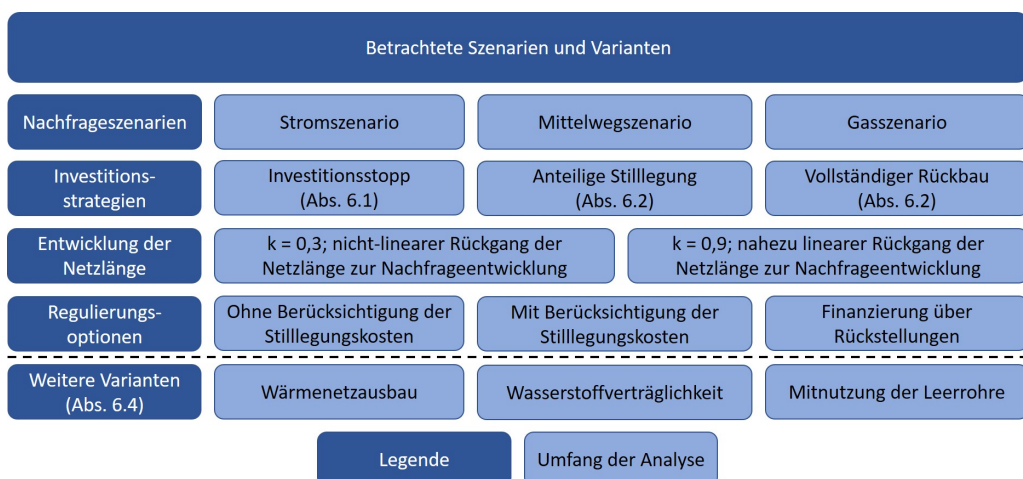 Betrachtete Szenarien und Varianten
Nachfrageszenarien
Stromszenario
Mittelwegszenario
Gasszenario
Investitions-
strategien
Investitionsstopp
(Abs. 6.1)
Anteilige Stilllegung
(Abs. 6.2)
Vollständiger Rückbau
(Abs. 6.2)
Entwicklung der
Netzlänge
k = 0,3; nicht-linearer Rückgang der
Netzlänge zur Nachfrageentwicklung
k = 0,9; nahezu linearer Rückgang der
Netzlänge zur Nachfrageentwicklung
Regulierungs-
optionen
Ohne Berücksichtigung der
Stilllegungskosten
Mit Berücksichtigung der
Stilllegungskosten
Finanzierung über
Rückstellungen
Weitere Varianten
(Abs. 6.4)
Wärmenetzausbau
Wasserstoffverträglichkeit
Mitnutzung der Leerrohre
Legende
Umfang der Analyse